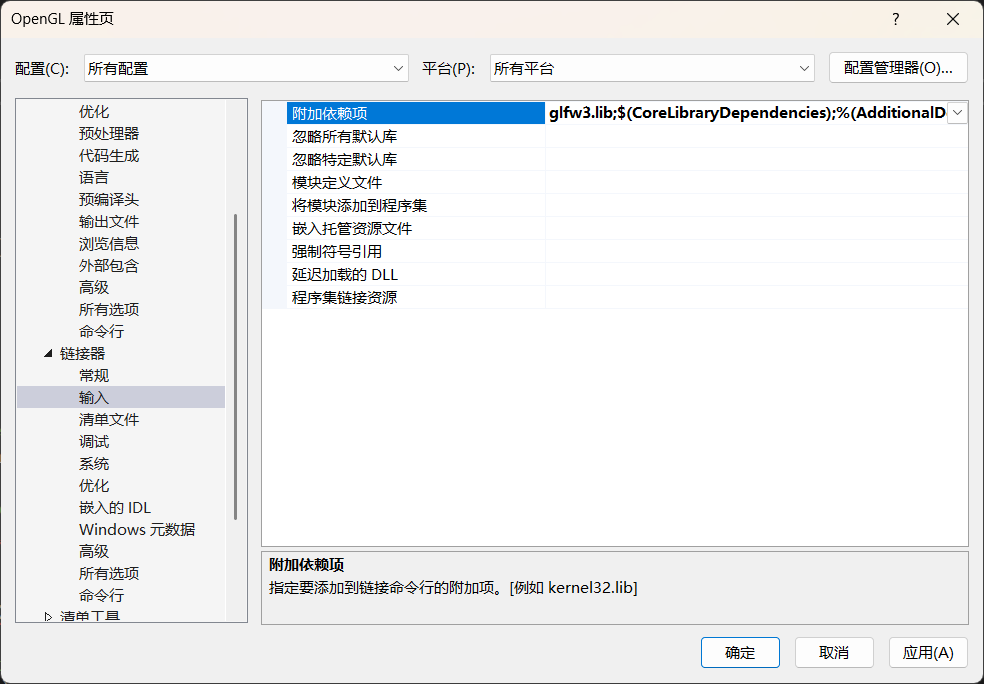 OpenGL 属性页
?
配置(C):
所有配置
平台(P):
所有平台
配置管理器(O)...
优化
预处理器
代码生成
语言
预编译头
输出文件
浏览信息
外部包含
高级
所有选项
命令行
链接器
常规
输入
清单文件
调试
系统
优化
嵌入的 IDL
Windows 元数据
高级
所有选项
命令行
清单工具
附加依赖项
glfw3.lib;$(CoreLibraryDependencies);%(AdditionalD
忽略所有默认库
忽略特定默认库
模块定义文件
将模块添加到程序集
嵌入托管资源文件
强制符号引用
延迟加载的 DLL
程序集链接资源
附加依赖项
指定要添加到链接命令行的附加项。[例如 kernel32.lib]
确定
取消
应用(A)